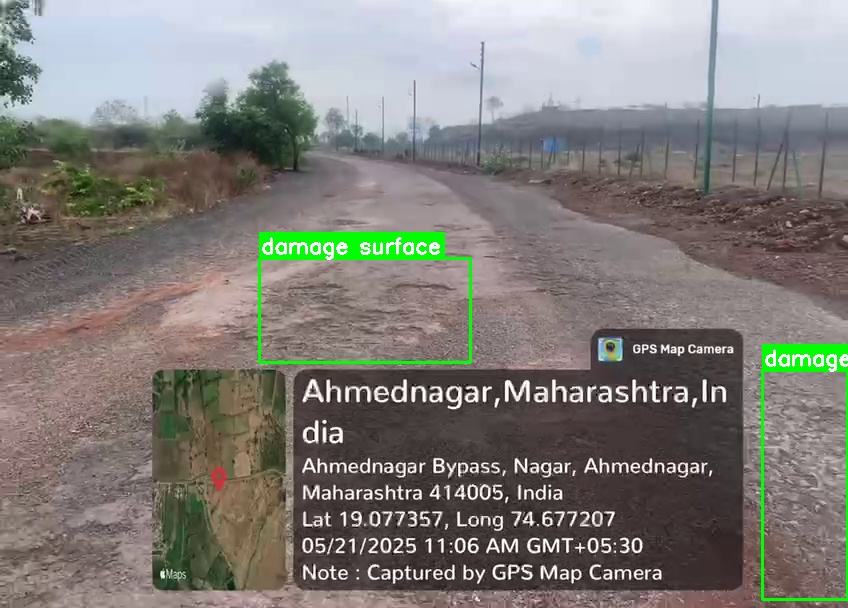 damage surface
GPS Map Camera
damage
Ahmednagar,Maharashtra,In
dia
Ahmednagar Bypass, Nagar, Ahmednagar,
Maharashtra 414005, India
Lat 19.077357, Long 74.677207
05/21/2025 11:06 AM GMT+05:30
Note : Captured by GPS Map Camera
Maps